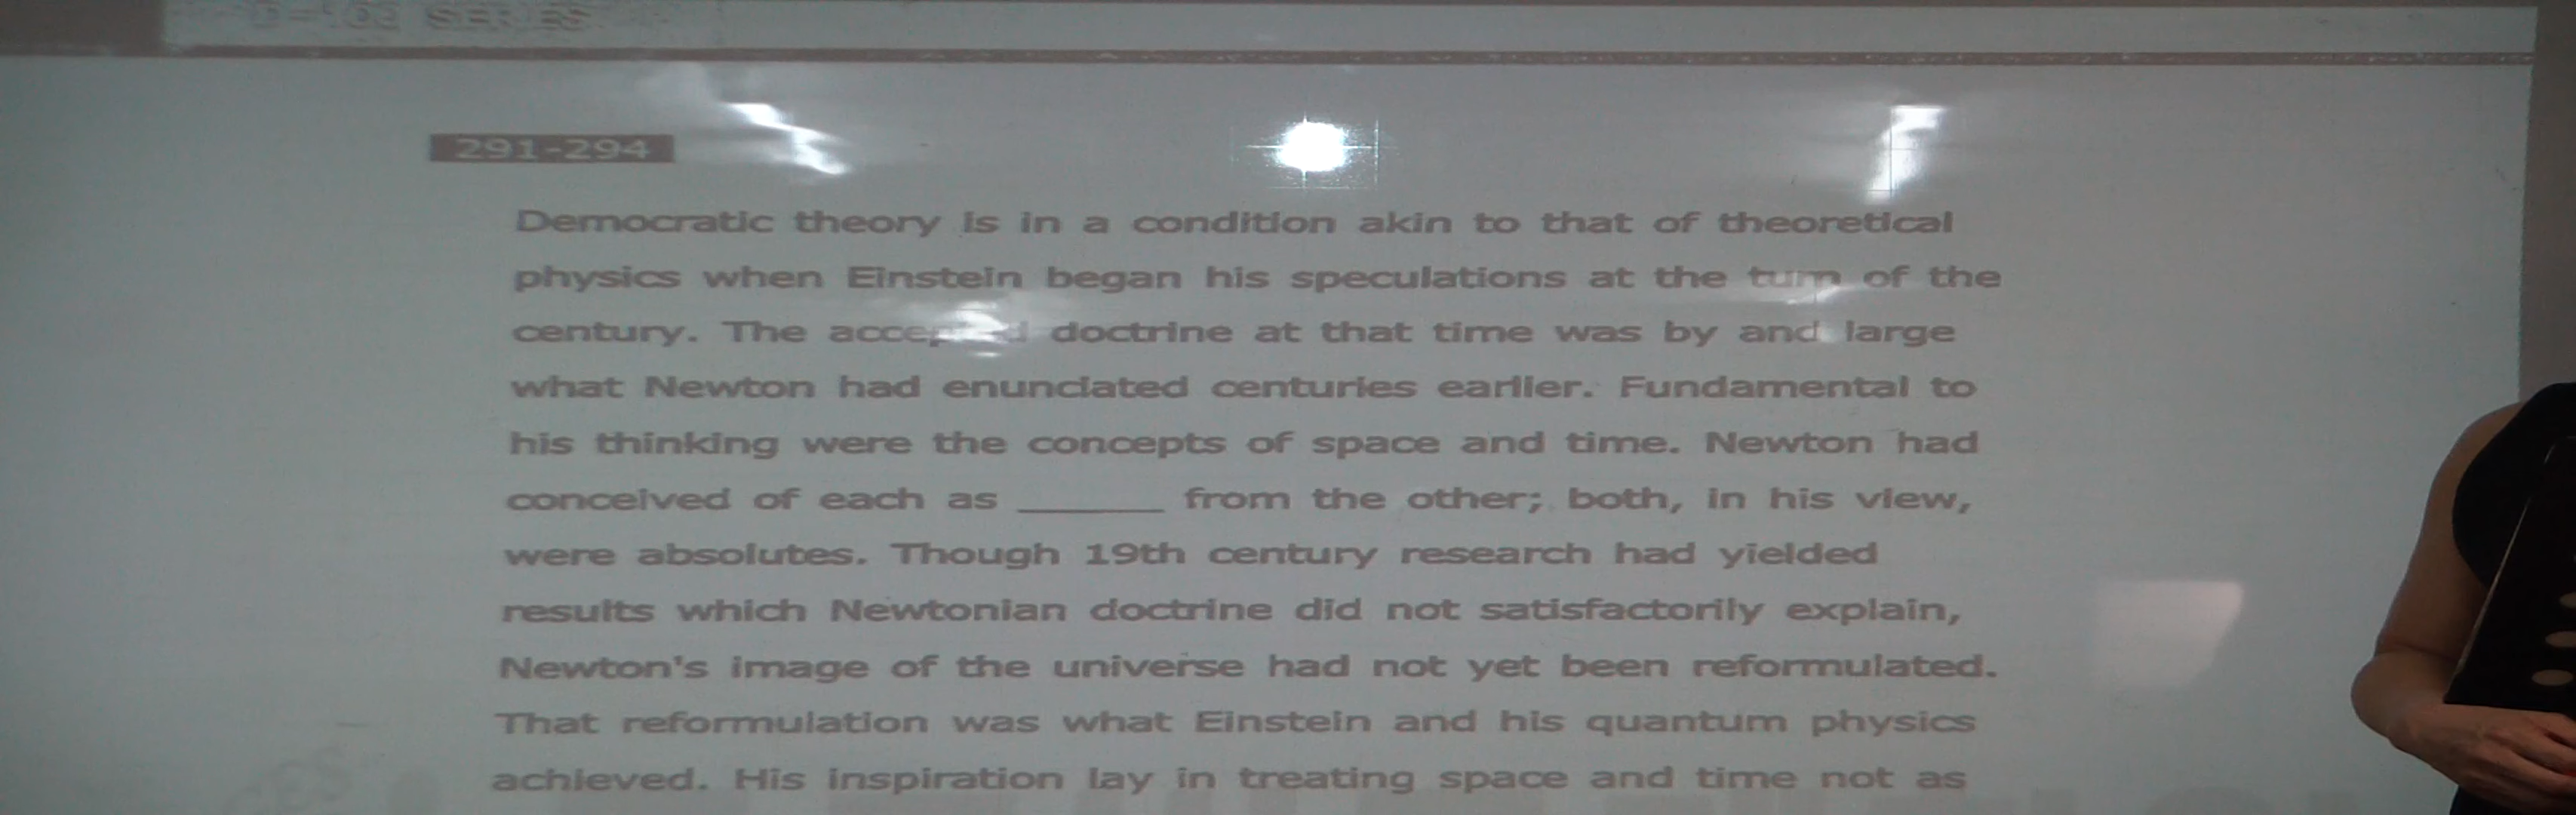 SERIES
291-294
Democratic theory is in a condition akin to that of theoretical
physics when Einstein began his speculations at the turn of the
century. The accepted doctrine at that time was by and large
what Newton had enunciated centuries earlier. Fundamental to
his thinking were the concepts of space and time. Newton had
conceived of each as ______ from the other; both, in his view,
were absolutes. Though 19th century research had yielded
results which Newtonian doctrine did not satisfactorily explain,
Newton's image of the universe had not yet been reformulated.
That reformulation was what Einstein and his quantum physics
achieved. His inspiration lay in treating space and time not as